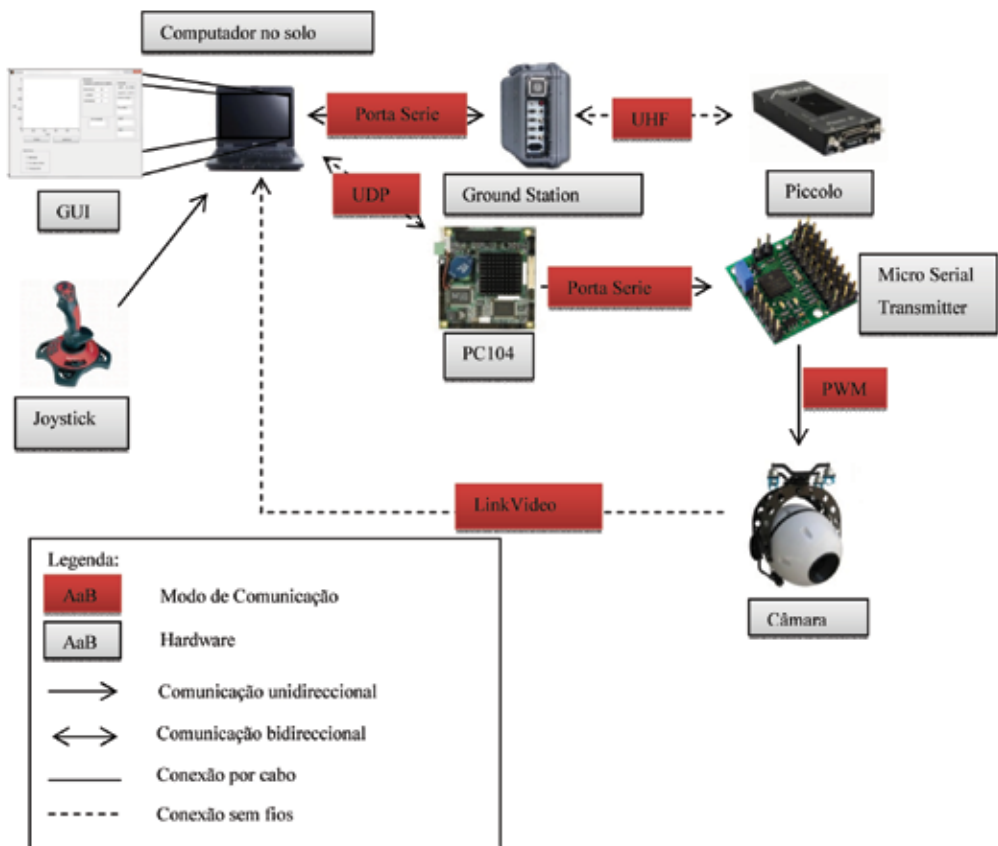 Computador no solo
Porta Serie
UHF
GUI
UDP
Ground Station
Piccolo
Porta Serie
Micro Serial
Transmitter
PC104
Joystick
PWM
LinkVideo
Câmara
Legenda:
AaB
Modo de Comunicação
AaB
Hardware
Comunicação unidireccional
Comunicação bidireccional
Conexão por cabo
Conexão sem fios